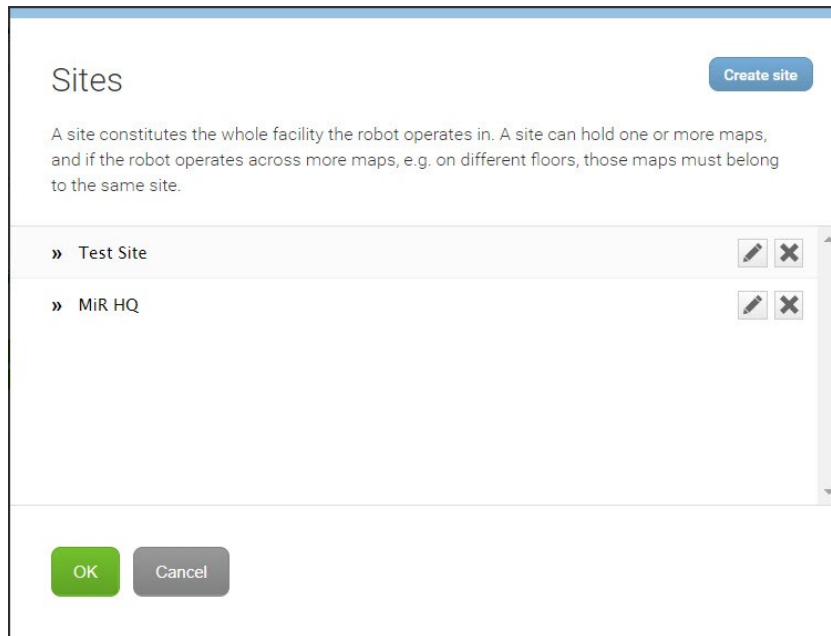 Sites
Create site
A site constitutes the whole facility the robot operates in. A site can hold one or more maps,
and if the robot operates across more maps, e.g. on different floors, those maps must belong
to the same site.
» Test Site
» MiR HQ
OK
Cancel